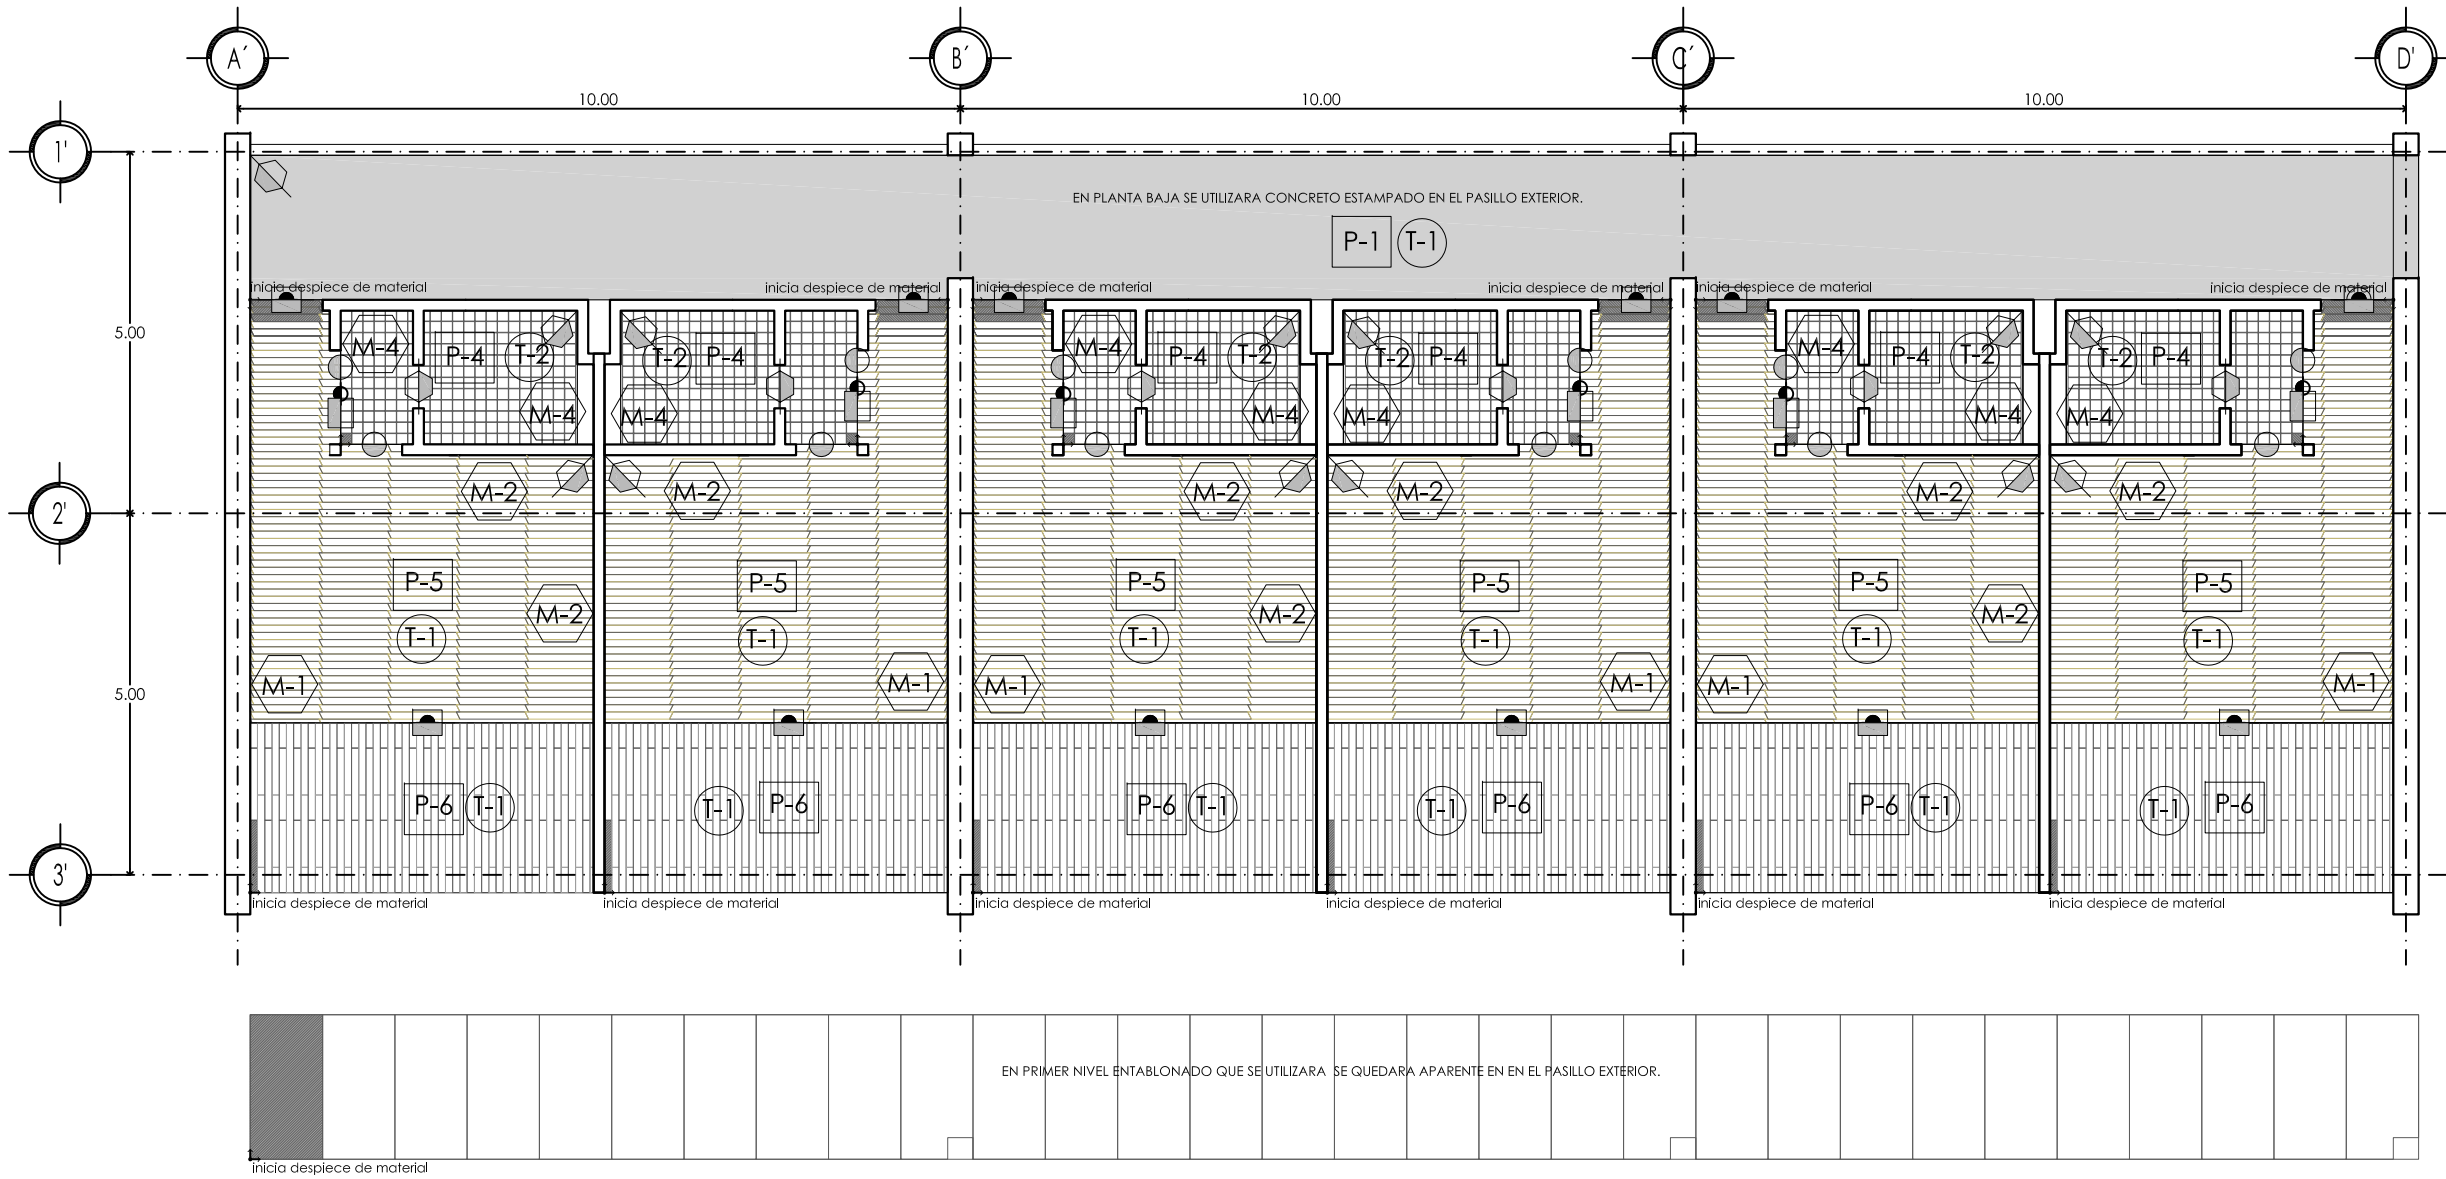 A´ B´ C´ D'
10.00 10.00 10.00
1'
EN PLANTA BAJA SE UTILIZARA CONCRETO ESTAMPADO EN EL PASILLO EXTERIOR.
P-1 T-1
inicia despiece de material inicia despiece de material inicia despiece de material inicia despiece de material inicia despiece de material inicia despiece de material
5.00
M-4 P-4 T-2 T-2 P-4 M-4 P-4 T-2 T-2 P-4 M-4 P-4 T-2 T-2 P-4
M-4 M-4 M-4 M-4 M-4 M-4
M-2 M-2 M-2 M-2 M-2 M-2
2'
P-5 P-5 P-5 P-5 P-5 P-5
M-2 M-2 M-2
T-1 T-1 T-1 T-1 T-1 T-1
M-1 M-1 M-1 M-1 M-1 M-1
5.00
P-6 T-1 T-1 P-6 P-6 T-1 T-1 P-6 P-6 T-1 T-1 P-6
3'
inicia despiece de material inicia despiece de material inicia despiece de material inicia despiece de material inicia despiece de material inicia despiece de material
EN PRIMER NIVEL ENTABLONADO QUE SE UTILIZARA SE QUEDARA APARENTE EN EN EL PASILLO EXTERIOR.
inicia despiece de material